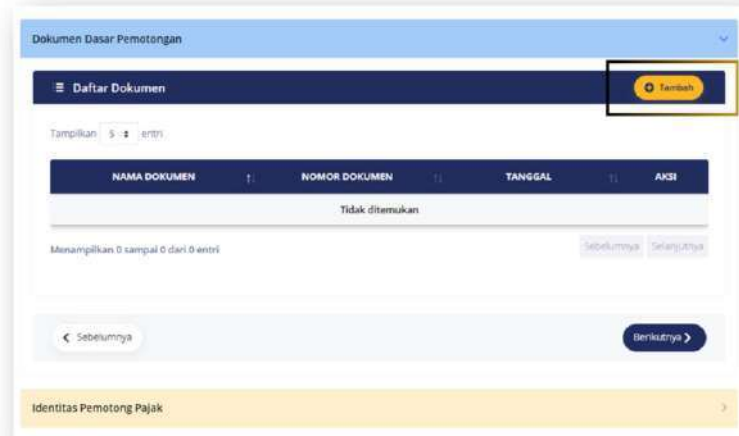 Dokumen Dasar Pemotongan
Daftar Dokumen
Tambah
Tampilkan 5 entri
NAMA DOKUMEN NOMOR DOKUMEN TANGGAL AKSI
Tidak ditemukan
Menampilkan 0 sampai 0 dari 0 entri
Sebelumnya Selanjutnya
Sebelumnya
Berikutnya
Identitas Pemotong Pajak